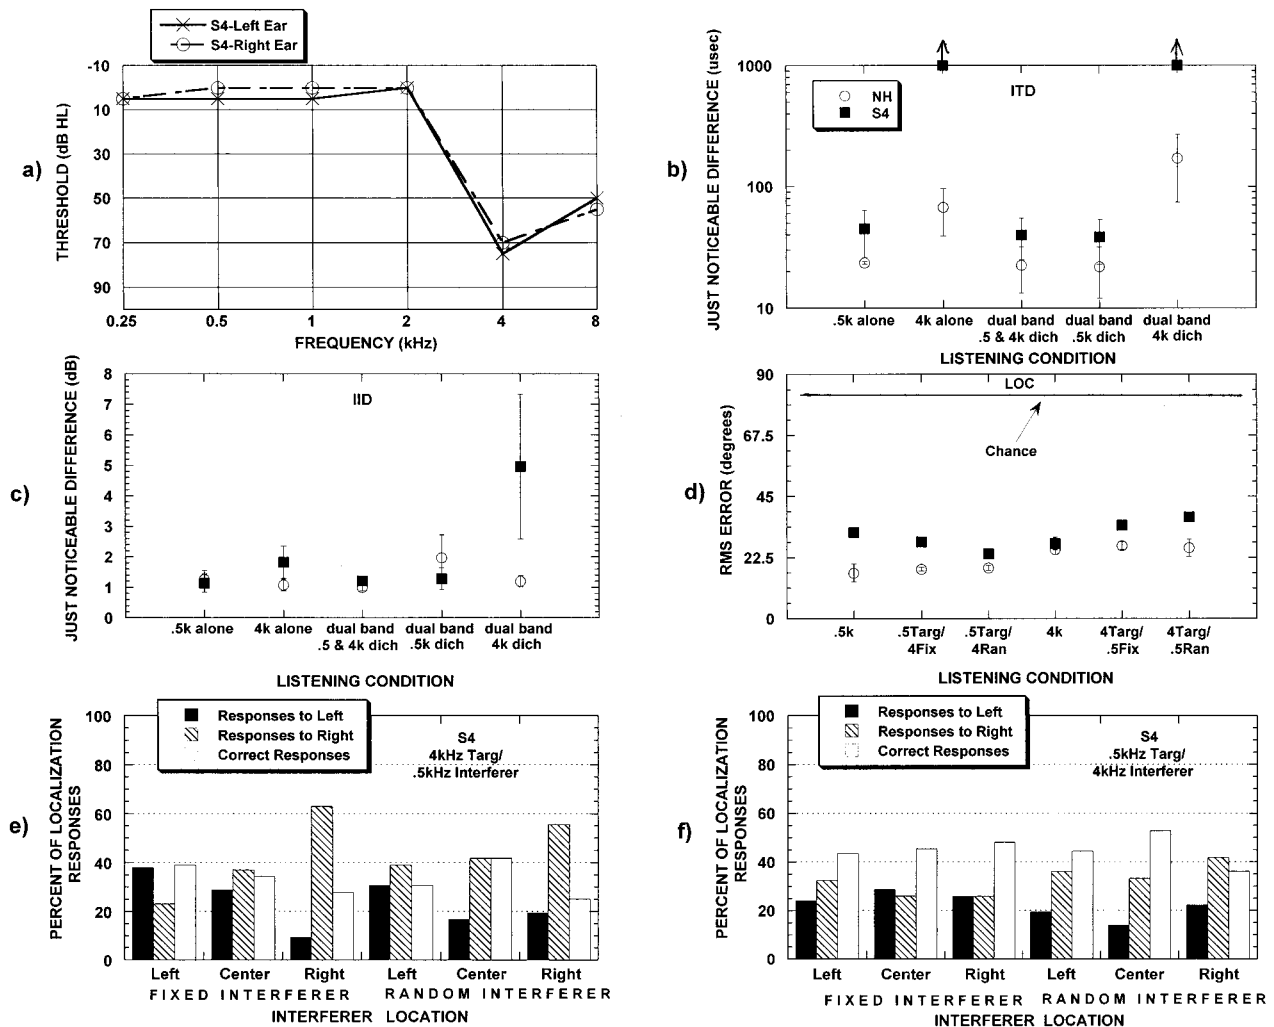 S4-Left Ear
S4-Right Ear
a)
THRESHOLD (dB HL)
-10
10
30
50
70
90
0.25 0.5 1 2 4 8
FREQUENCY (kHz)
b)
JUST NOTICEABLE DIFFERENCE (usec)
1000
100
10
NH
S4
ITD
.5k alone 4k alone dual band dual band dual band
.5 & 4k dich .5k dich 4k dich
LISTENING CONDITION
c)
JUST NOTICEABLE DIFFERENCE (dB)
8
7
6
5
4
3
2
1
0
IID
.5k alone 4k alone dual band dual band dual band
.5 & 4k dich .5k dich 4k dich
LISTENING CONDITION
d)
RMS ERROR (degrees)
90
67.5
45
22.5
0
LOC
Chance
.5k .5Targ/ .5Targ/ 4k 4Targ/ 4Targ/
4Fix 4Ran .5Fix .5Ran
LISTENING CONDITION
e)
PERCENT OF LOCALIZATION
RESPONSES
100
80
60
40
20
0
Responses to Left
Responses to Right
Correct Responses
S4
4kHz Targ/
.5kHz Interferer
Left Center Right Left Center Right
FIXED INTERFERER RANDOM INTERFERER
INTERFERER LOCATION
f)
PERCENT OF LOCALIZATION
RESPONSES
100
80
60
40
20
0
Responses to Left
Responses to Right
Correct Responses
S4
.5kHz Targ/
4kHz Interferer
Left Center Right Left Center Right
FIXED INTERFERER RANDOM INTERFERER
INTERFERER LOCATION